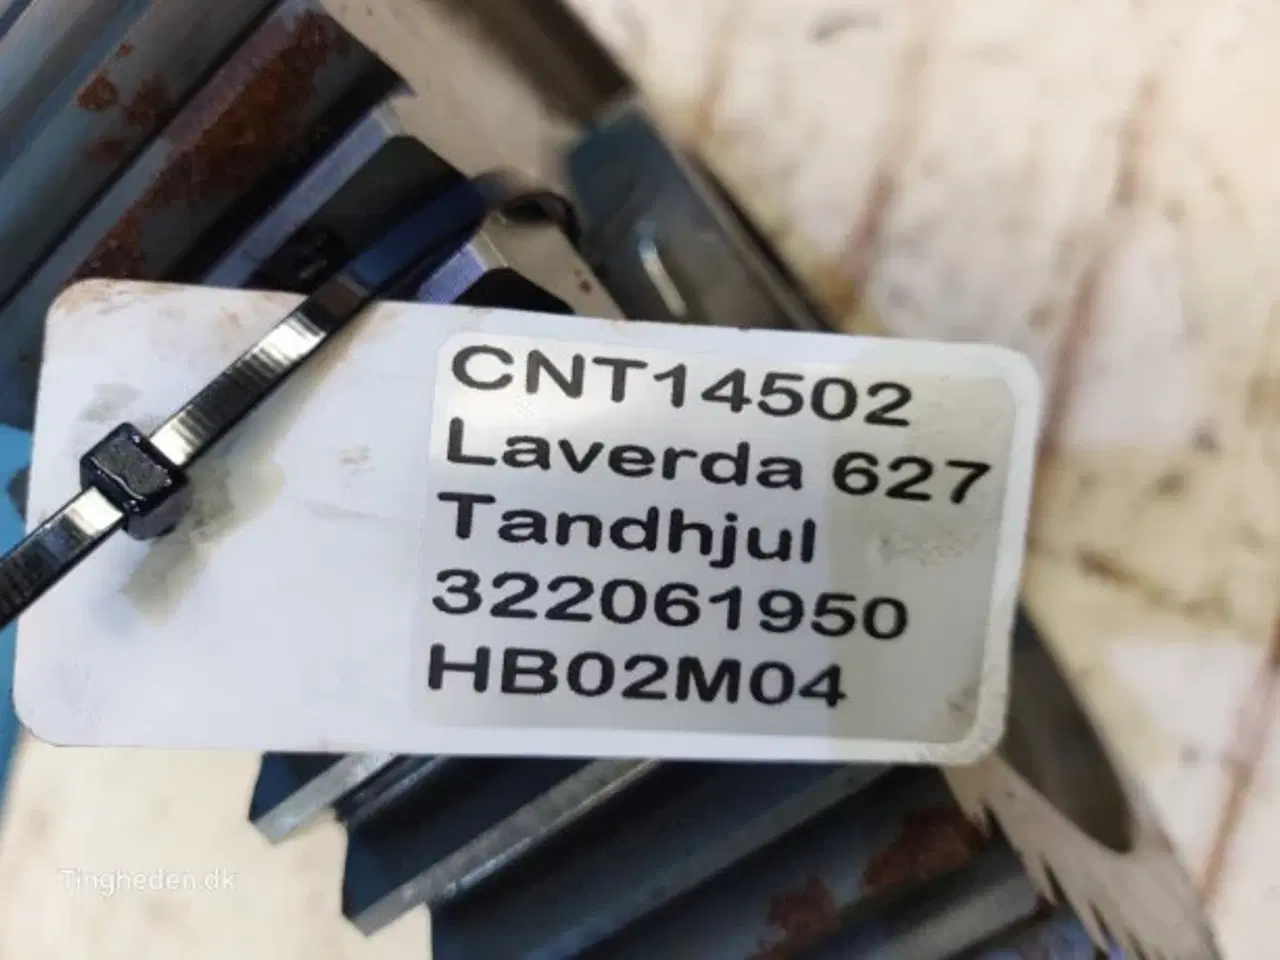 CNT14502
Laverda 627
Tandhjul
322061950
HB02M04
Tingheden.dk